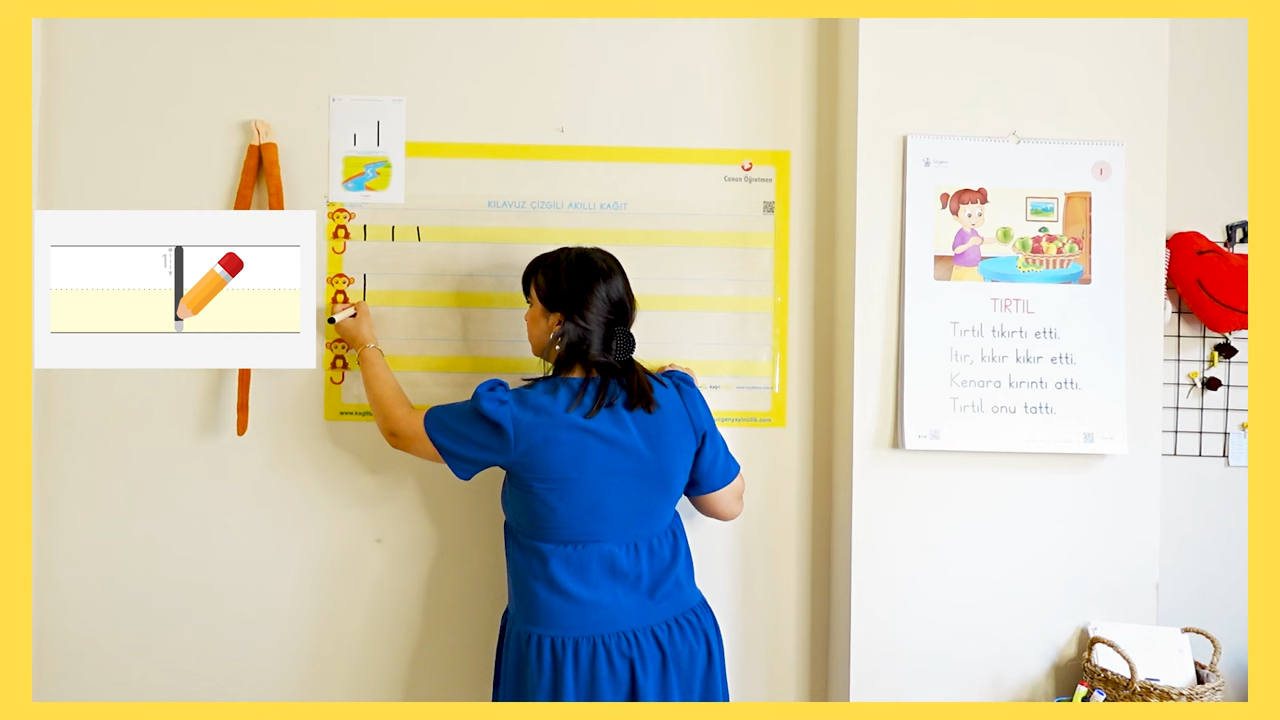 ı I
Canan Öğretmen
KILAVUZ ÇİZGİLİ AKILLI KAĞIT
ı ı ı
I
1
I
TIRTIL
Tırtıl tıkırtı etti.
Itır, kıkır kıkır etti.
Kenara kırıntı attı.
Tırtıl onu tattı.